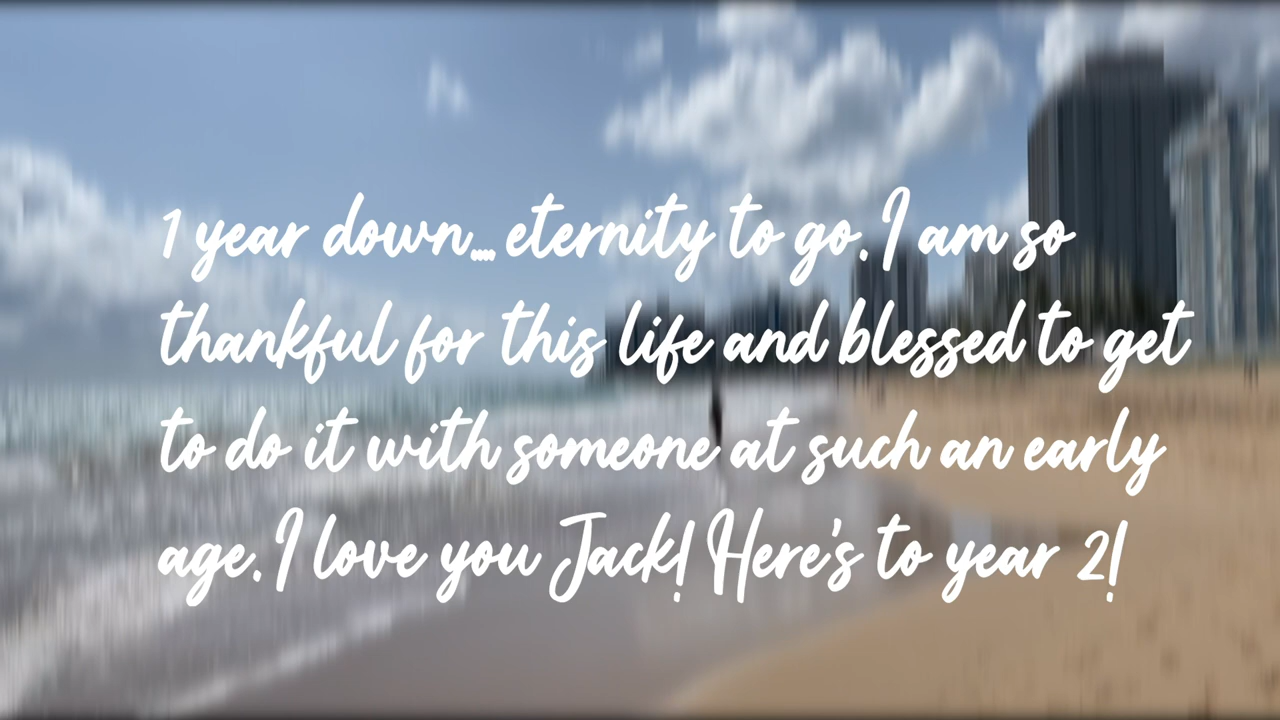 1 year down....eternity to go. I am so
thankful for this life and blessed to get
to do it with someone at such an early
age. I love you Jack! Here's to year 2!